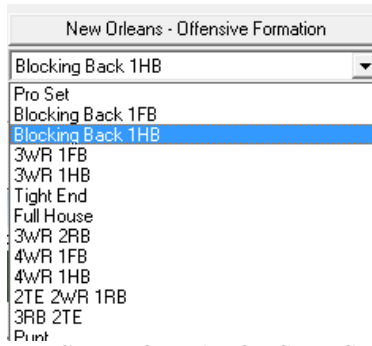 New Orleans - Offensive Formation
Blocking Back 1HB
Pro Set
Blocking Back 1FB
Blocking Back 1HB
3WR 1FB
3WR 1HB
Tight End
Full House
3WR 2RB
4WR 1FB
4WR 1HB
2TE 2WR 1RB
3RB 2TE
Punt